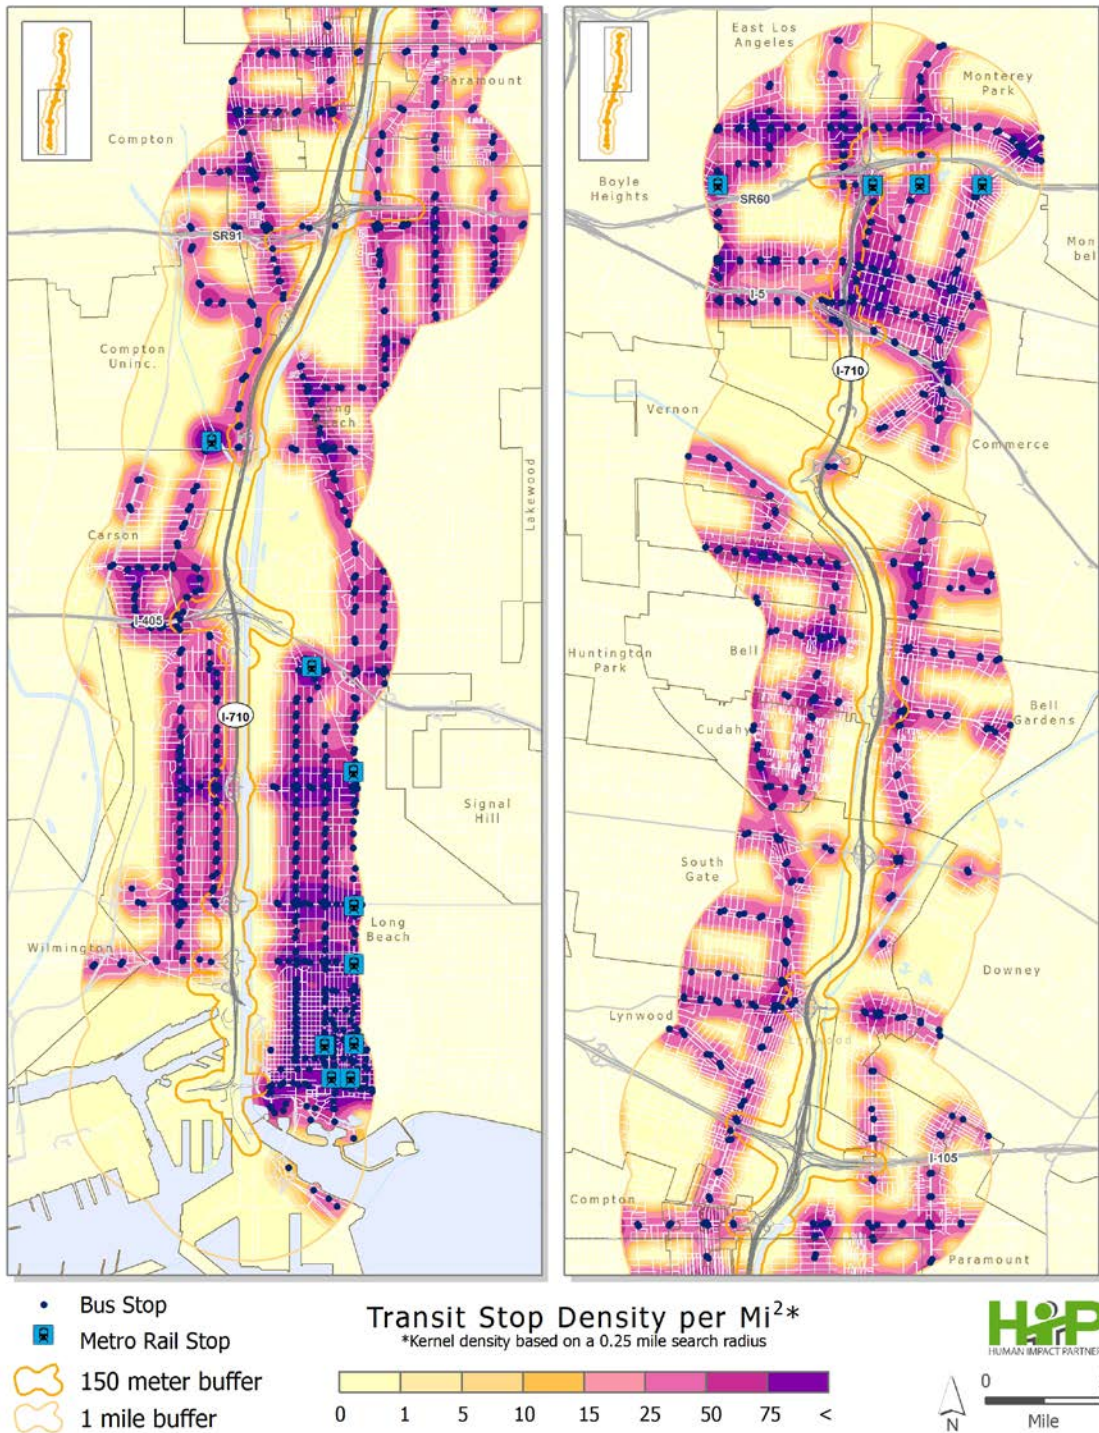 Paramount
Compton
SR91
Compton
Uninc.
Long
Beach
Lakewood
Carson
I-405
I-710
Signal
Hill
Long
Beach
Wilmington
East Los
Angeles
Monterey
Park
Boyle
Heights
SR60
I-5
I-710
Vernon
Commerce
Huntington
Park
Bell
Bell
Gardens
Cudahy
South
Gate
Downey
Lynwood
Lynwood
I-105
Compton
Paramount
Bus Stop
Metro Rail Stop
150 meter buffer
1 mile buffer
Transit Stop Density per Mi²*
*Kernel density based on a 0.25 mile search radius
0 1 5 10 15 25 50 75 <
HIP
HUMAN IMPACT PARTNER
N
0
Mile